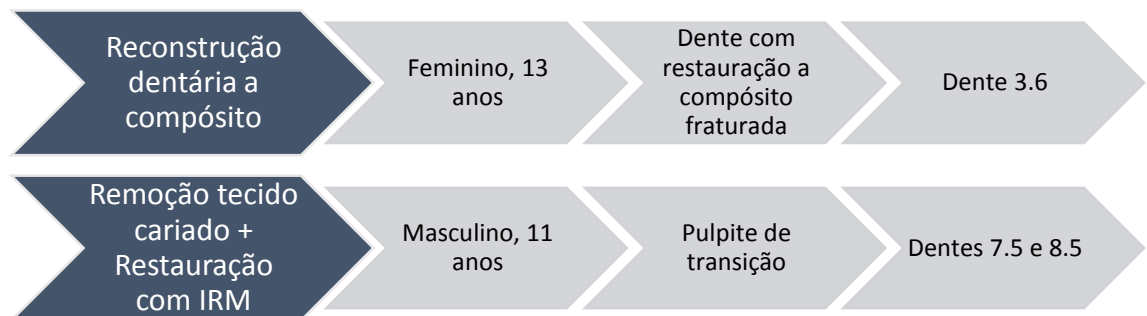 Reconstrução
dentária a
compósito
Feminino, 13
anos
Dente com
restauração a
compósito
fraturada
Dente 3.6
Remoção tecido
cariado +
Restauração
com IRM
Masculino, 11
anos
Pulpite de
transição
Dentes 7.5 e 8.5